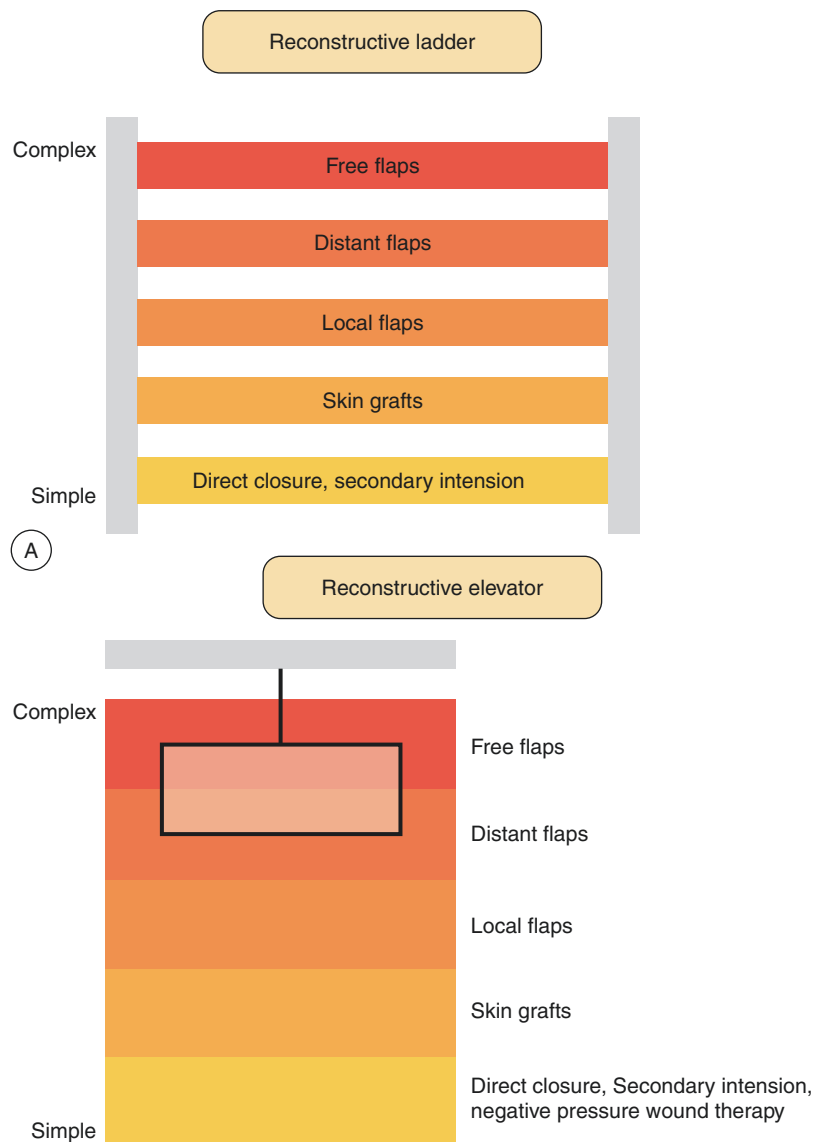 Reconstructive ladder
Complex
Free flaps
Distant flaps
Local flaps
Skin grafts
Direct closure, secondary intension
Simple
A
Reconstructive elevator
Complex
Free flaps
Distant flaps
Local flaps
Skin grafts
Direct closure, Secondary intension,
negative pressure wound therapy
Simple